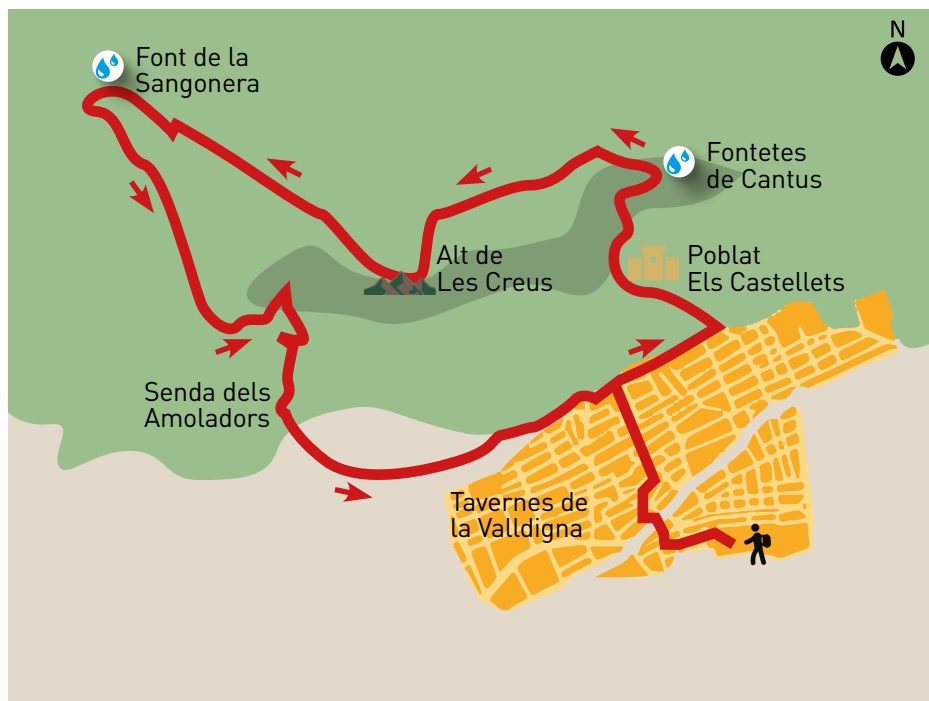 N
Font de la
Sangonera
Fontetes
de Cantus
Alt de
Les Creus
Poblat
Els Castellets
Senda dels
Amoladors
Tavernes de
la Valldigna